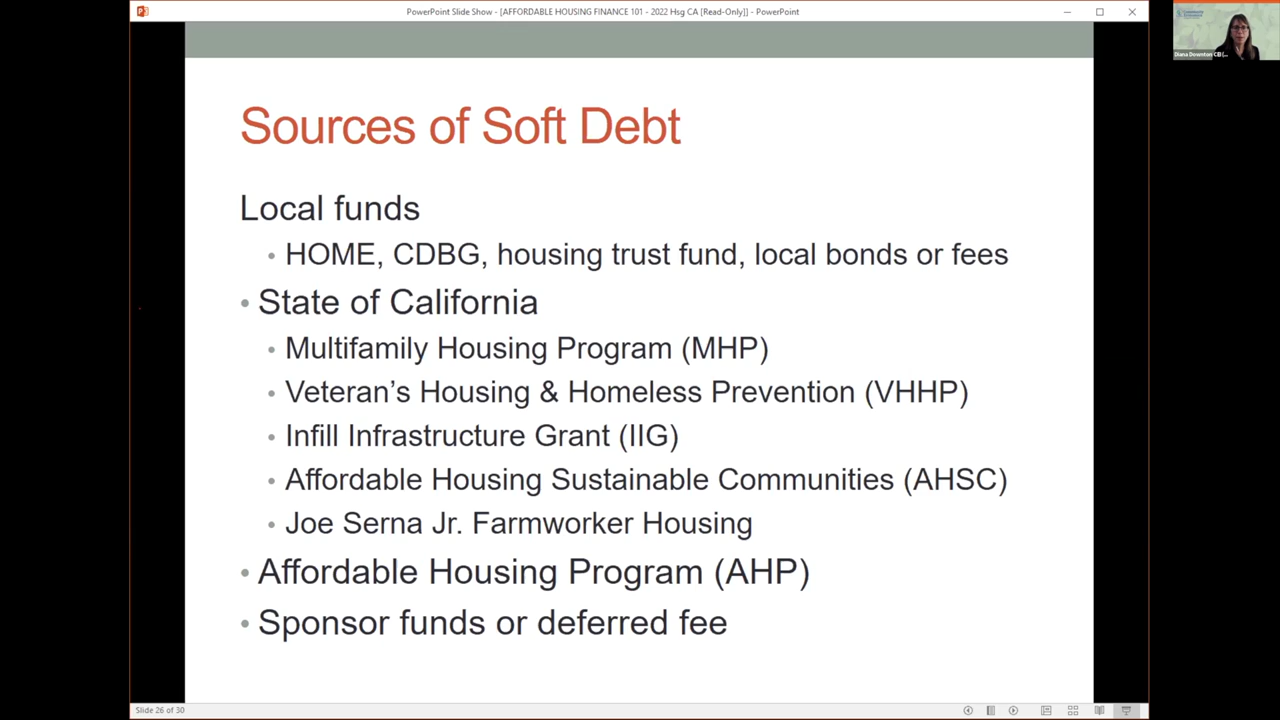 PowerPoint Slide Show - [AFFORDABLE HOUSING FINANCE 101 - 2022 Hsg CA [Read-Only]] - PowerPoint
Diana Downton CEI (...
Sources of Soft Debt
Local funds
• HOME, CDBG, housing trust fund, local bonds or fees
• State of California
• Multifamily Housing Program (MHP)
• Veteran’s Housing & Homeless Prevention (VHHP)
• Infill Infrastructure Grant (IIG)
• Affordable Housing Sustainable Communities (AHSC)
• Joe Serna Jr. Farmworker Housing
• Affordable Housing Program (AHP)
• Sponsor funds or deferred fee
Slide 26 of 30